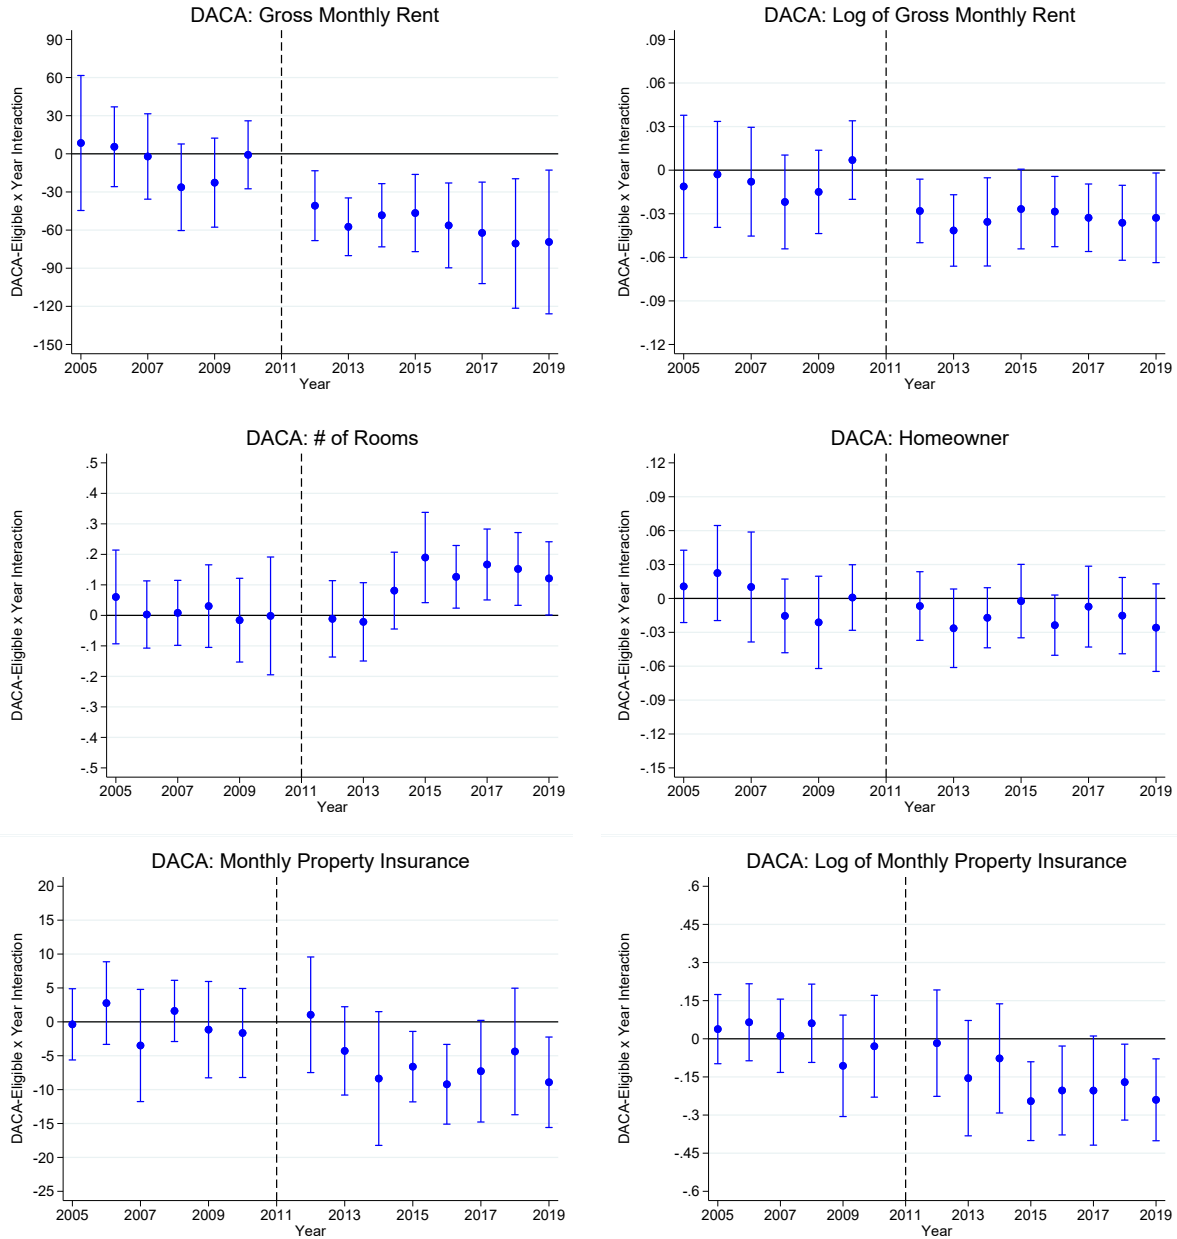 DACA: Gross Monthly Rent
DACA-Eligible x Year Interaction
90
60
30
0
-30
-60
-90
-120
-150
2005 2007 2009 2011 2013 2015 2017 2019
Year
DACA: Log of Gross Monthly Rent
DACA-Eligible x Year Interaction
.09
.06
.03
0
-.03
-.06
-.09
-.12
2005 2007 2009 2011 2013 2015 2017 2019
Year
DACA: # of Rooms
DACA-Eligible x Year Interaction
.5
.4
.3
.2
.1
0
-.1
-.2
-.3
-.4
-.5
2005 2007 2009 2011 2013 2015 2017 2019
Year
DACA: Homeowner
DACA-Eligible x Year Interaction
.12
.09
.06
.03
0
-.03
-.06
-.09
-.12
-.15
2005 2007 2009 2011 2013 2015 2017 2019
Year
DACA: Monthly Property Insurance
DACA-Eligible x Year Interaction
20
15
10
5
0
-5
-10
-15
-20
-25
2005 2007 2009 2011 2013 2015 2017 2019
Year
DACA: Log of Monthly Property Insurance
DACA-Eligible x Year Interaction
.6
.45
.3
.15
0
-.15
-.3
-.45
-.6
2005 2007 2009 2011 2013 2015 2017 2019
Year